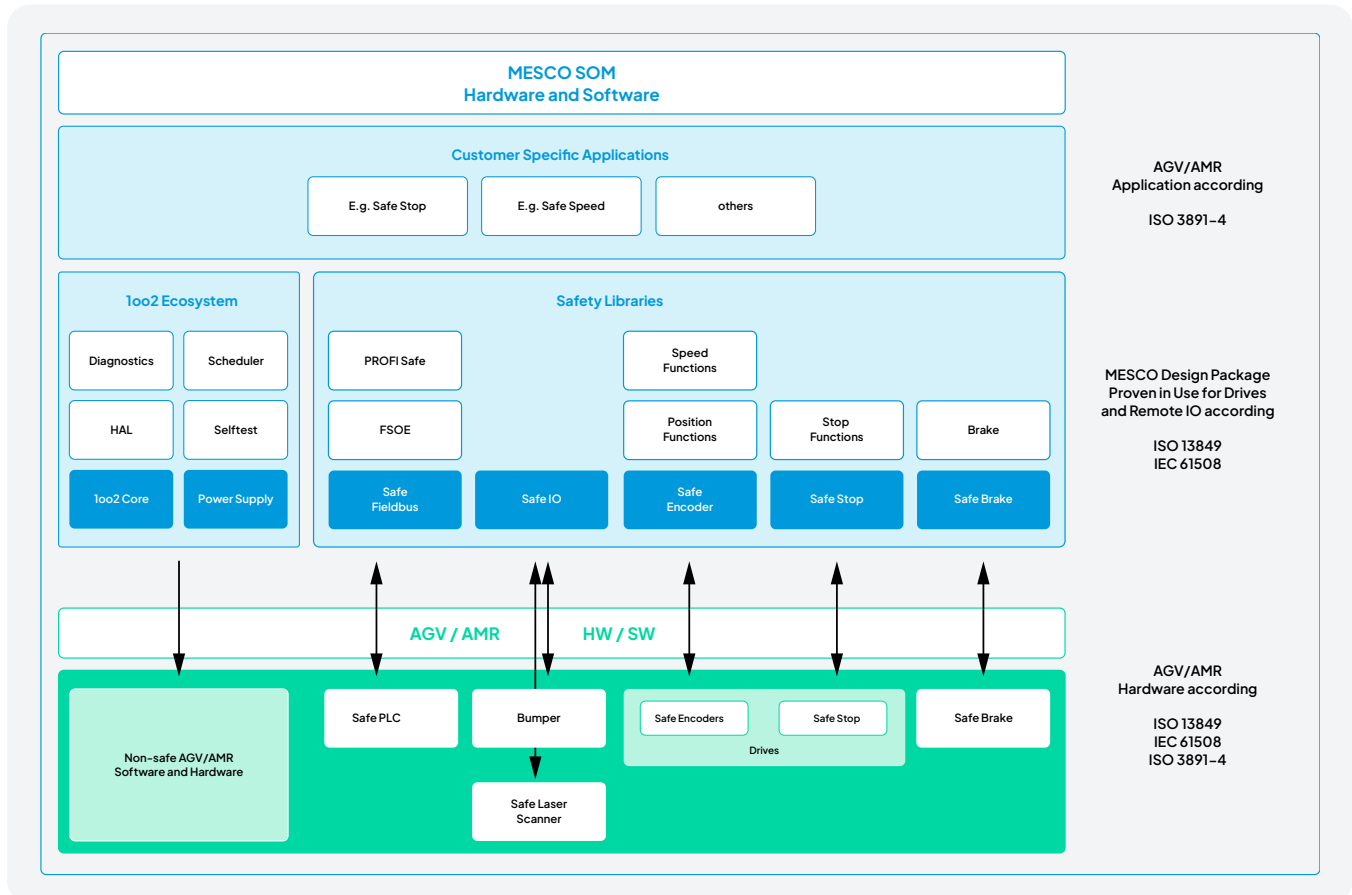 MESCO SOM
Hardware and Software
Customer Specific Applications
E.g. Safe Stop
E.g. Safe Speed
others
AGV/AMR
Application according
ISO 3891–4
1oo2 Ecosystem
Diagnostics
Scheduler
HAL
Selftest
1oo2 Core
Power Supply
Safety Libraries
PROFI Safe
Speed
Functions
FSOE
Position
Functions
Stop
Functions
Brake
Safe
Fieldbus
Safe IO
Safe
Encoder
Safe Stop
Safe Brake
MESCO Design Package
Proven in Use for Drives
and Remote IO according
ISO 13849
IEC 61508
AGV / AMR
HW / SW
Non-safe AGV/AMR
Software and Hardware
Safe PLC
Bumper
Safe Laser
Scanner
Safe Encoders
Safe Stop
Drives
Safe Brake
AGV/AMR
Hardware according
ISO 13849
IEC 61508
ISO 3891–4